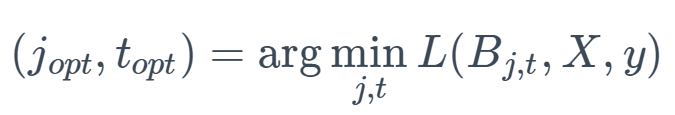 (j_{opt}, t_{opt}) = \arg\min_{j,t} L(B_{j,t}, X, y)